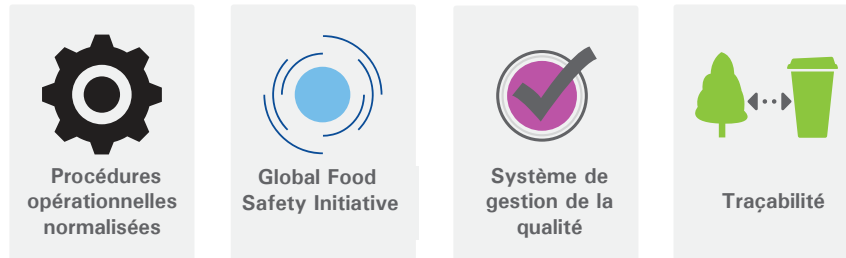 Procédures
opérationnelles
normalisées
Global Food
Safety Initiative
Système de
gestion de la
qualité
Traçabilité